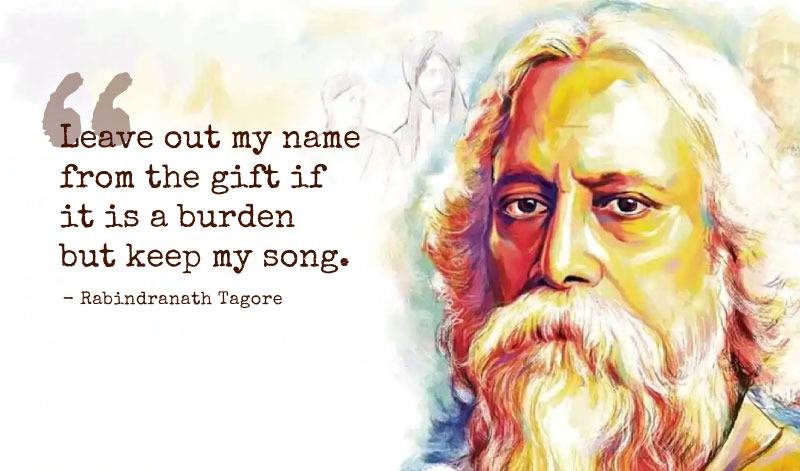 “
Leave out my name
from the gift if
it is a burden
but keep my song.
– Rabindranath Tagore